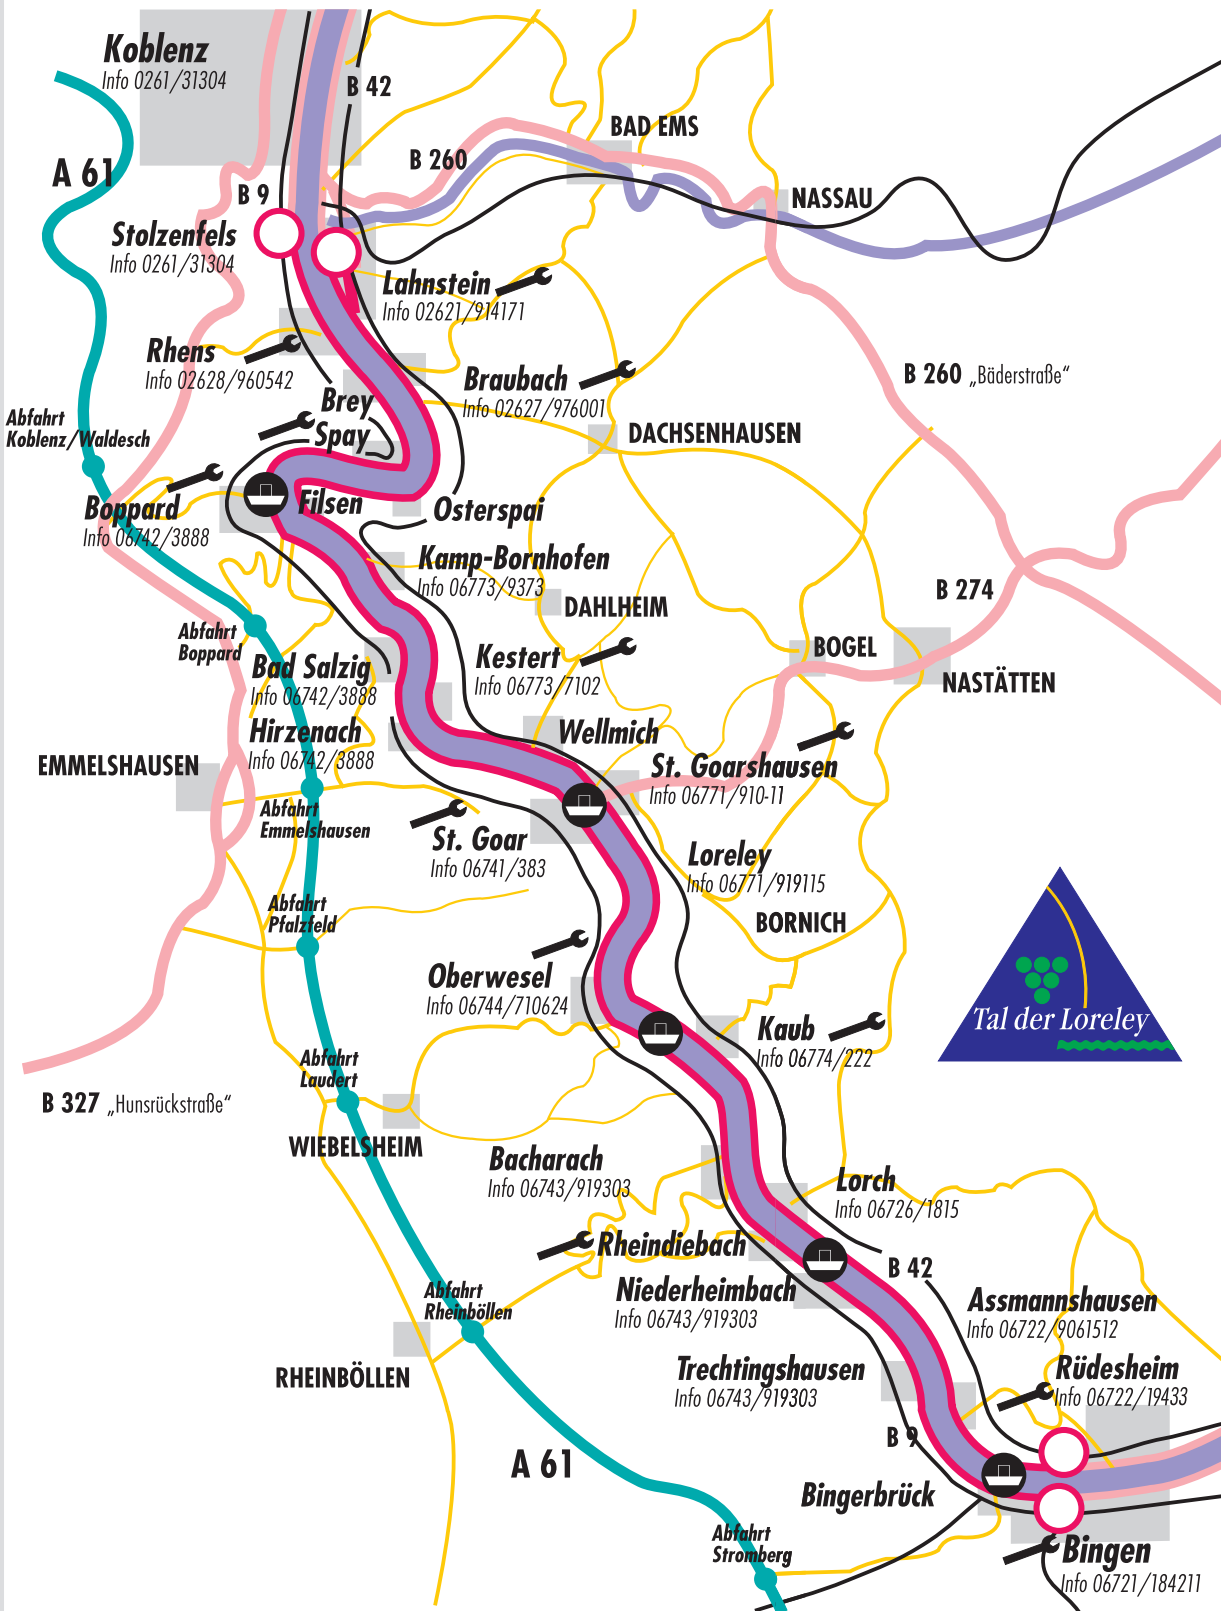 Koblenz
Info 0261/31304
B 42
BAD EMS
B 260
A 61
B 9
NASSAU
Stolzenfels
Info 0261/31304
Lahnstein
Info 02621/914171
Rhens
Info 02628/960542
Braubach
Info 02627/976001
B 260 „Bäderstraße“
Brey
Abfahrt
Koblenz/Waldesch
Spay
DACHSENHAUSEN
Boppard
Info 06742/3888
Filsen
Osterspai
Kamp-Bornhofen
Info 06773/9373
B 274
DAHLHEIM
Abfahrt
Boppard
Bad Salzig
Info 06742/3888
Kestert
Info 06773/7102
BOGEL
NASTÄTTEN
Hirzenach
Info 06742/3888
Wellmich
EMMELSHAUSEN
St. Goarshausen
Info 06771/910-11
Abfahrt
Emmelshausen
St. Goar
Info 06741/383
Loreley
Info 06771/919115
Abfahrt
Pfalzfeld
BORNICH
Oberwesel
Info 06744/710624
Tal der Loreley
Kaub
Info 06774/222
Abfahrt
Laudert
B 327 „Hunsrückstraße“
WIEBELSHEIM
Bacharach
Info 06743/919303
Lorch
Info 06726/1815
Rheindiebach
B 42
Niederheimbach
Info 06743/919303
Abfahrt
Rheinböllen
Assmannshausen
Info 06722/9061512
RHEINBÖLLEN
Trechtingshausen
Info 06743/919303
Rüdesheim
Info 06722/19433
B 9
A 61
Bingerbrück
Abfahrt
Stromberg
Bingen
Info 06721/184211